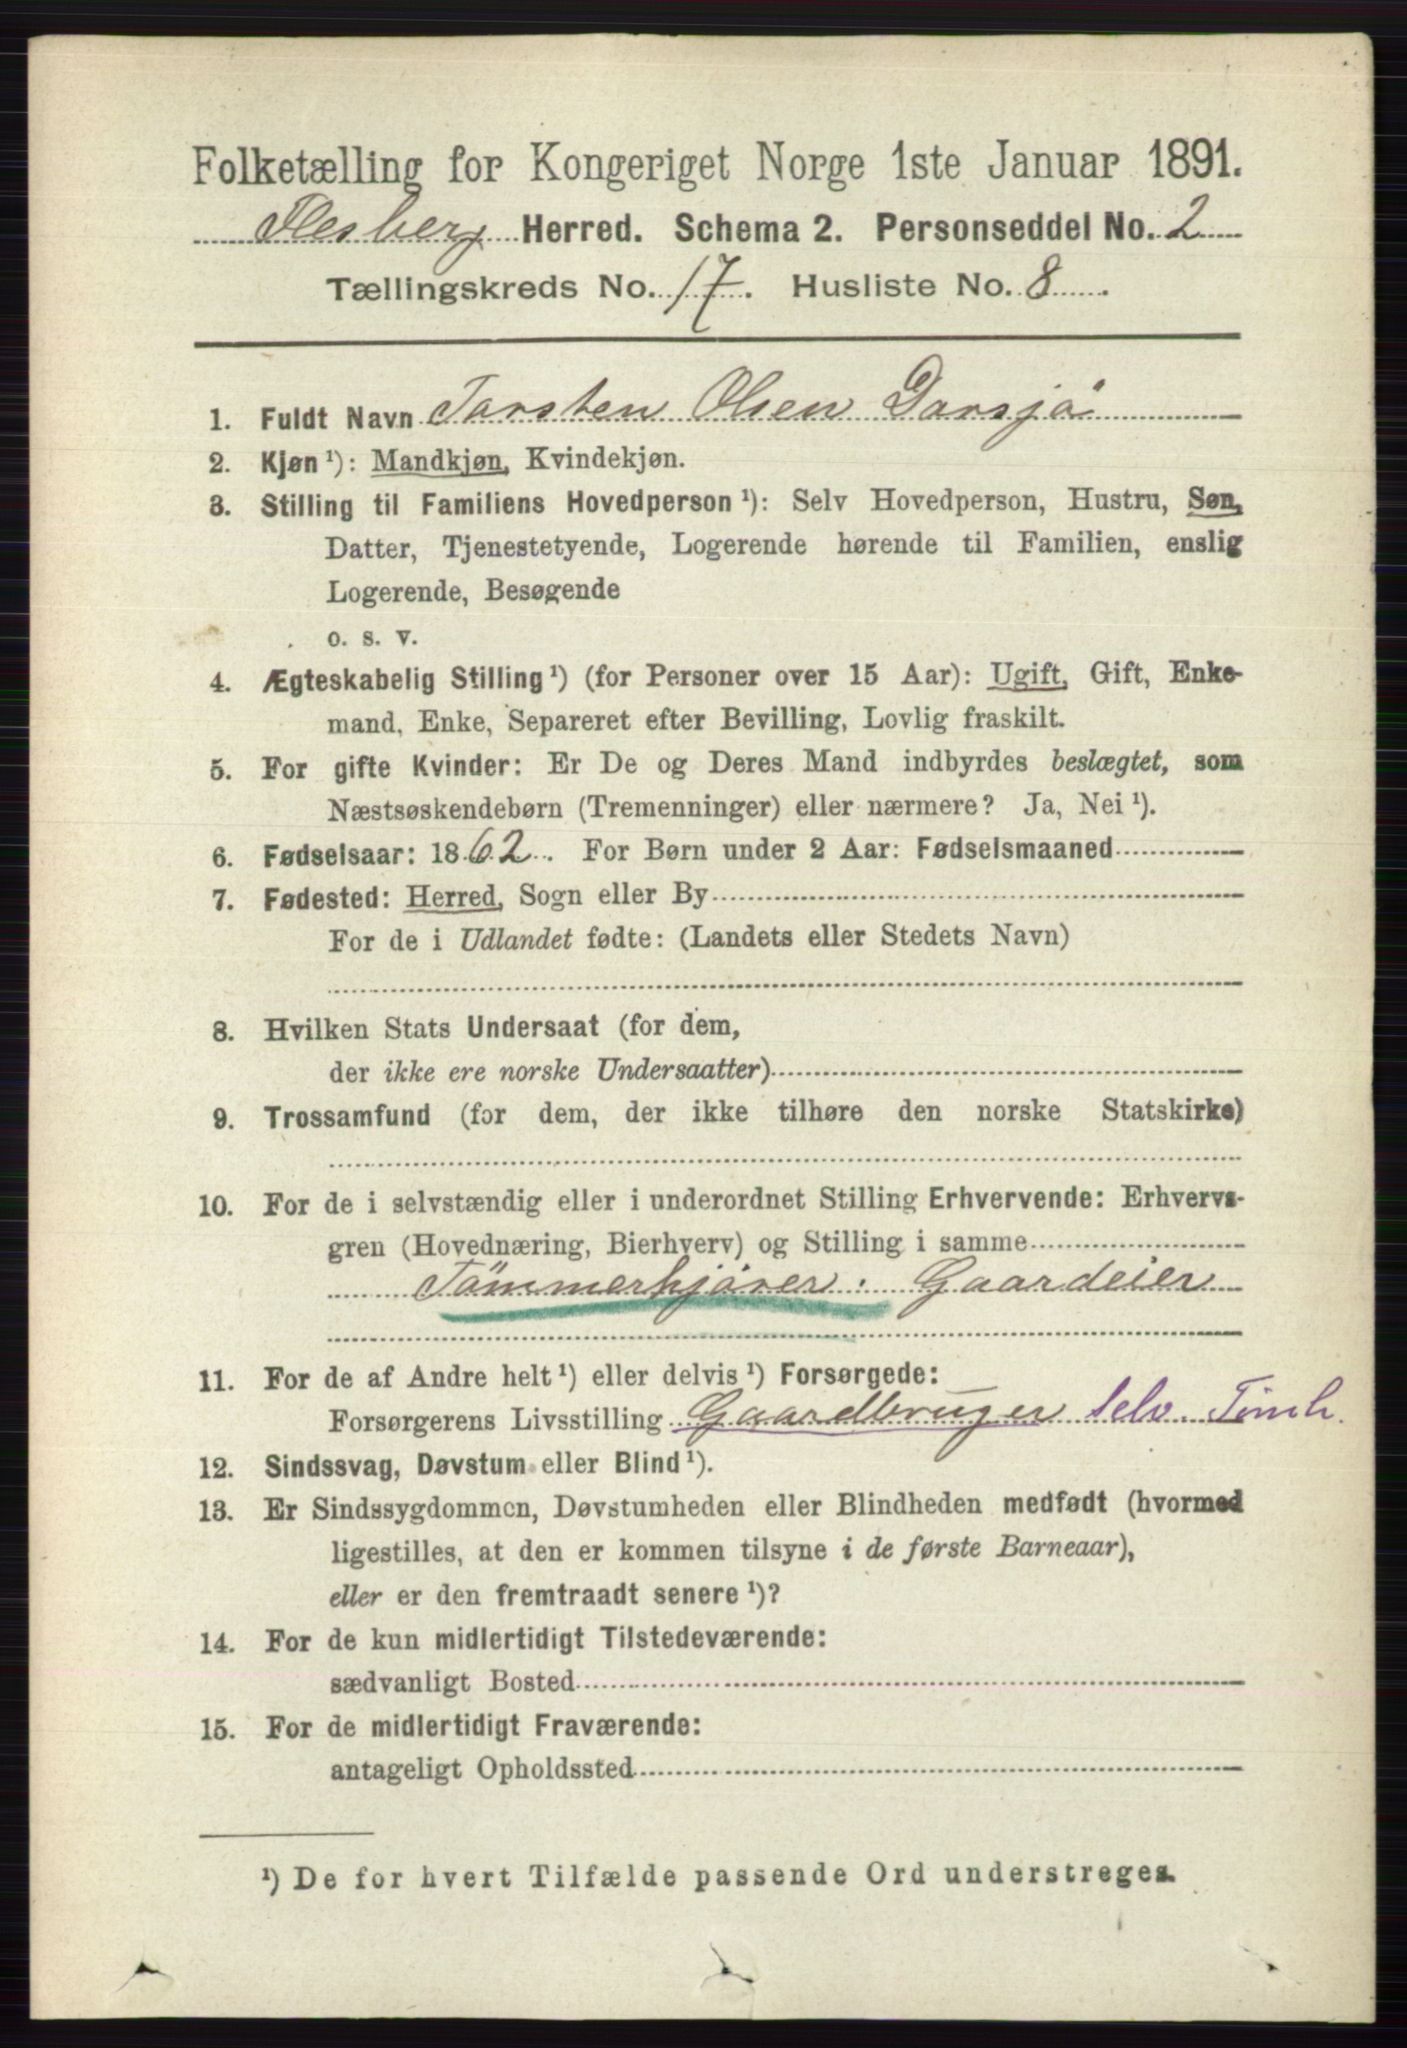 Folketælling for Kongeriget Norge 1ste Januar 1891.
Flesberg Herred. Schema 2. Personseddel No. 2
Tællingskreds No. 17. Husliste No. 8.
1. Fuldt Navn Torsten Olsen Darsjø
2. Kjøn ¹): Mandkjøn, Kvindekjøn.
3. Stilling til Familiens Hovedperson ¹): Selv Hovedperson, Hustru, Søn,
Datter, Tjenestetyende, Logerende hørende til Familien, enslig
Logerende, Besøgende
o. s. v.
4. Ægteskabelig Stilling ¹) (for Personer over 15 Aar): Ugift, Gift, Enke-
mand, Enke, Separeret efter Bevilling, Lovlig fraskilt.
5. For gifte Kvinder: Er De og Deres Mand indbyrdes beslægtet, som
Næstsøskendebørn (Tremenninger) eller nærmere? Ja, Nei ¹).
6. Fødselsaar: 1862. For Børn under 2 Aar: Fødselsmaaned
7. Fødested: Herred, Sogn eller By
For de i Udlandet fødte: (Landets eller Stedets Navn)
8. Hvilken Stats Undersaat (for dem,
der ikke ere norske Undersaatter)
9. Trossamfund (for dem, der ikke tilhøre den norske Statskirke)
10. For de i selvstændig eller i underordnet Stilling Erhvervende: Erhvervs-
gren (Hovednæring, Bierhverv) og Stilling i samme
Tömmerkjörer: Gaardeier
11. For de af Andre helt ¹) eller delvis ¹) Forsørgede:
Forsørgerens Livsstilling Gaardbruger Selv. Tömk.
12. Sindssvag, Døvstum eller Blind ¹).
13. Er Sindssygdommen, Døvstumheden eller Blindheden medfødt (hvormed
ligestilles, at den er kommen tilsyne i de første Barneaar),
eller er den fremtraadt senere ¹)?
14. For de kun midlertidigt Tilstedeværende:
sædvanligt Bosted
15. For de midlertidigt Fraværende:
antageligt Opholdssted
¹) De for hvert Tilfælde passende Ord understreges.